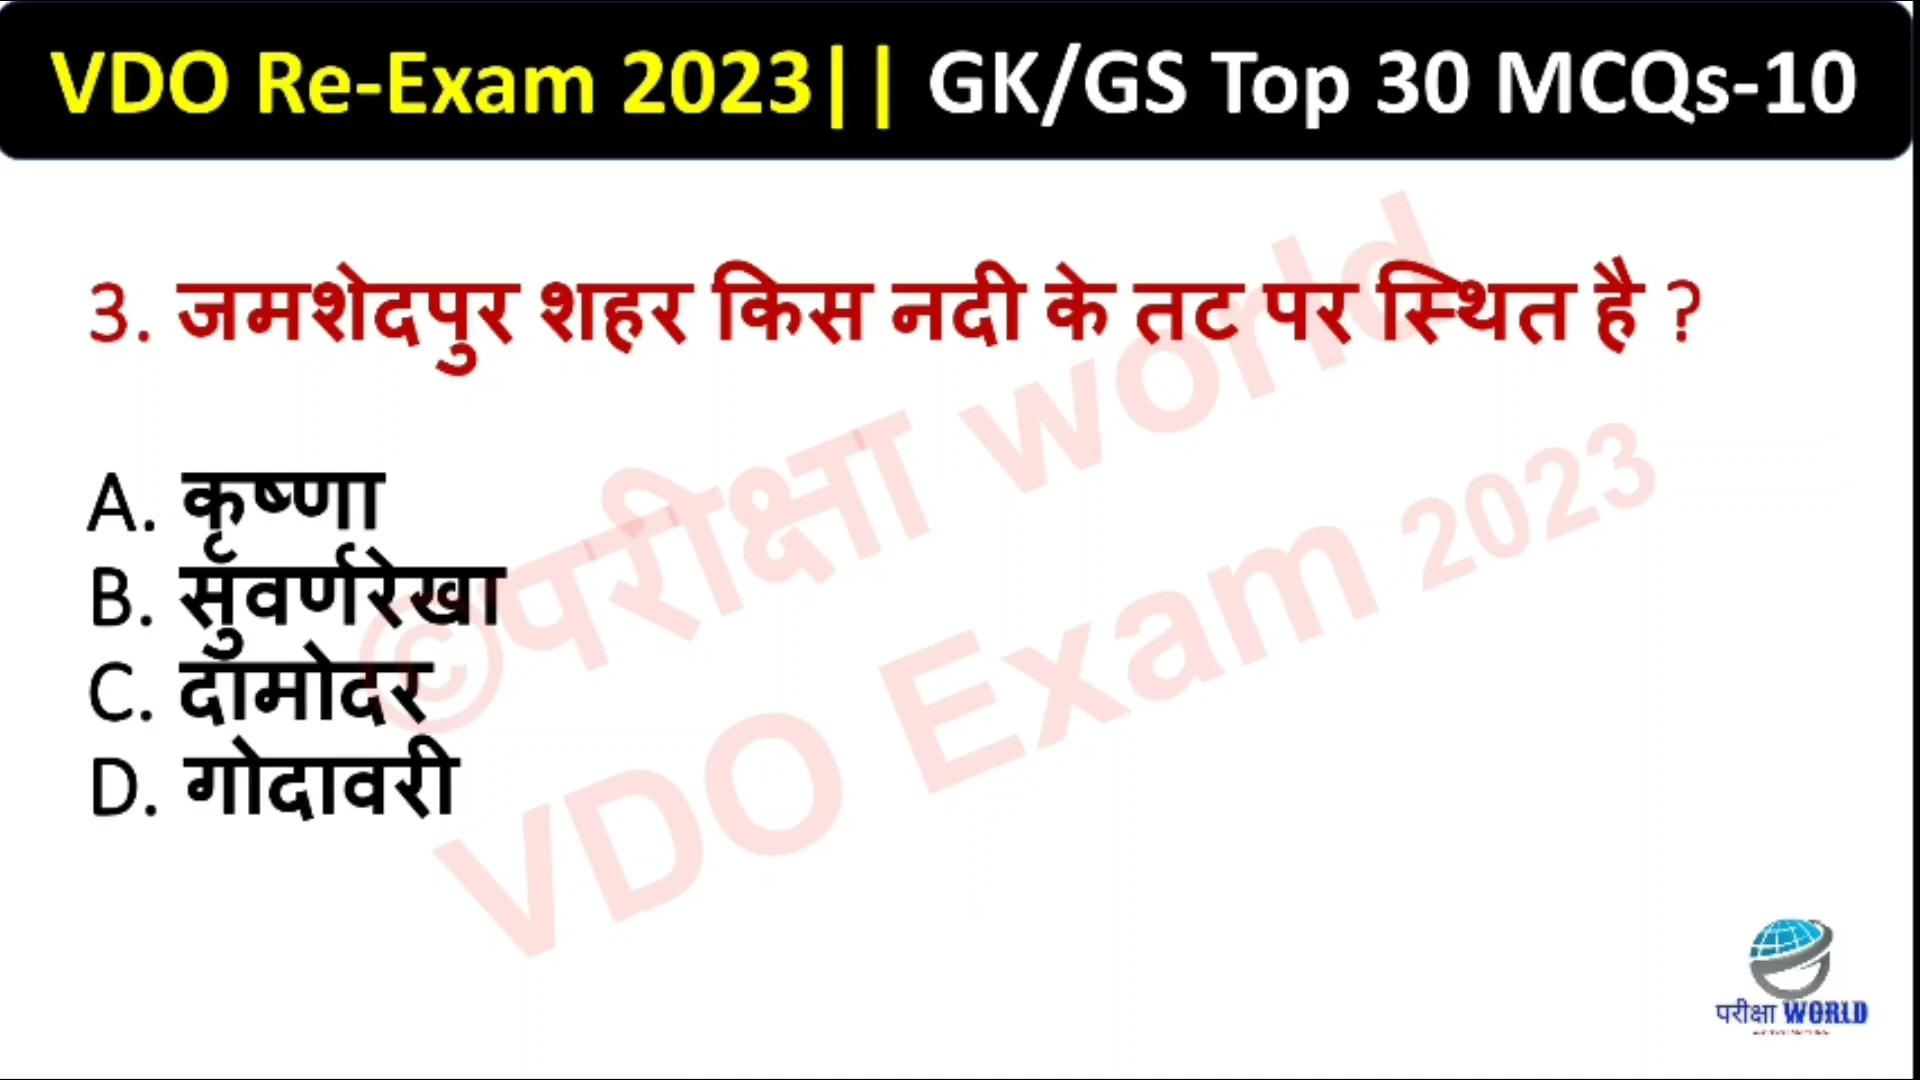 VDO Re-Exam 2023|| GK/GS Top 30 MCQs-10
3. जमशेदपुर शहर किस नदी के तट पर स्थित है ?
A. कृष्णा
B. सुवर्णरेखा
C. दामोदर
D. गोदावरी
©परीक्षा world
VDO Exam 2023
परीक्षा WORLD